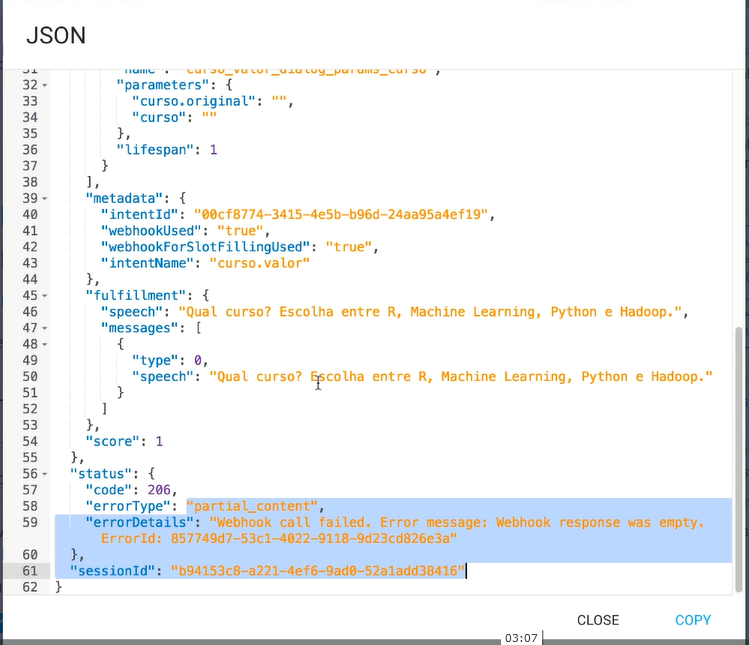 JSON
31 "name": "curso_valor_dialog_params_curso",
32 "parameters": {
33 "curso.original": "",
34 "curso": ""
35 },
36 "lifespan": 1
37 }
38 ],
39 "metadata": {
40 "intentId": "00cf8774-3415-4e5b-b96d-24aa95a4ef19",
41 "webhookUsed": "true",
42 "webhookForSlotFillingUsed": "true",
43 "intentName": "curso.valor"
44 },
45 "fulfillment": {
46 "speech": "Qual curso? Escolha entre R, Machine Learning, Python e Hadoop.",
47 "messages": [
48 {
49 "type": 0,
50 "speech": "Qual curso? Escolha entre R, Machine Learning, Python e Hadoop."
51 }
52 ]
53 },
54 "score": 1
55 },
56 "status": {
57 "code": 206,
58 "errorType": "partial_content",
59 "errorDetails": "Webhook call failed. Error message: Webhook response was empty.
ErrorId: 857749d7-53c1-4022-9118-9d23cd826e3a"
60 },
61 "sessionId": "b94153c8-a221-4ef6-9ad0-52a1add38416"
62 }
CLOSE COPY
03:07